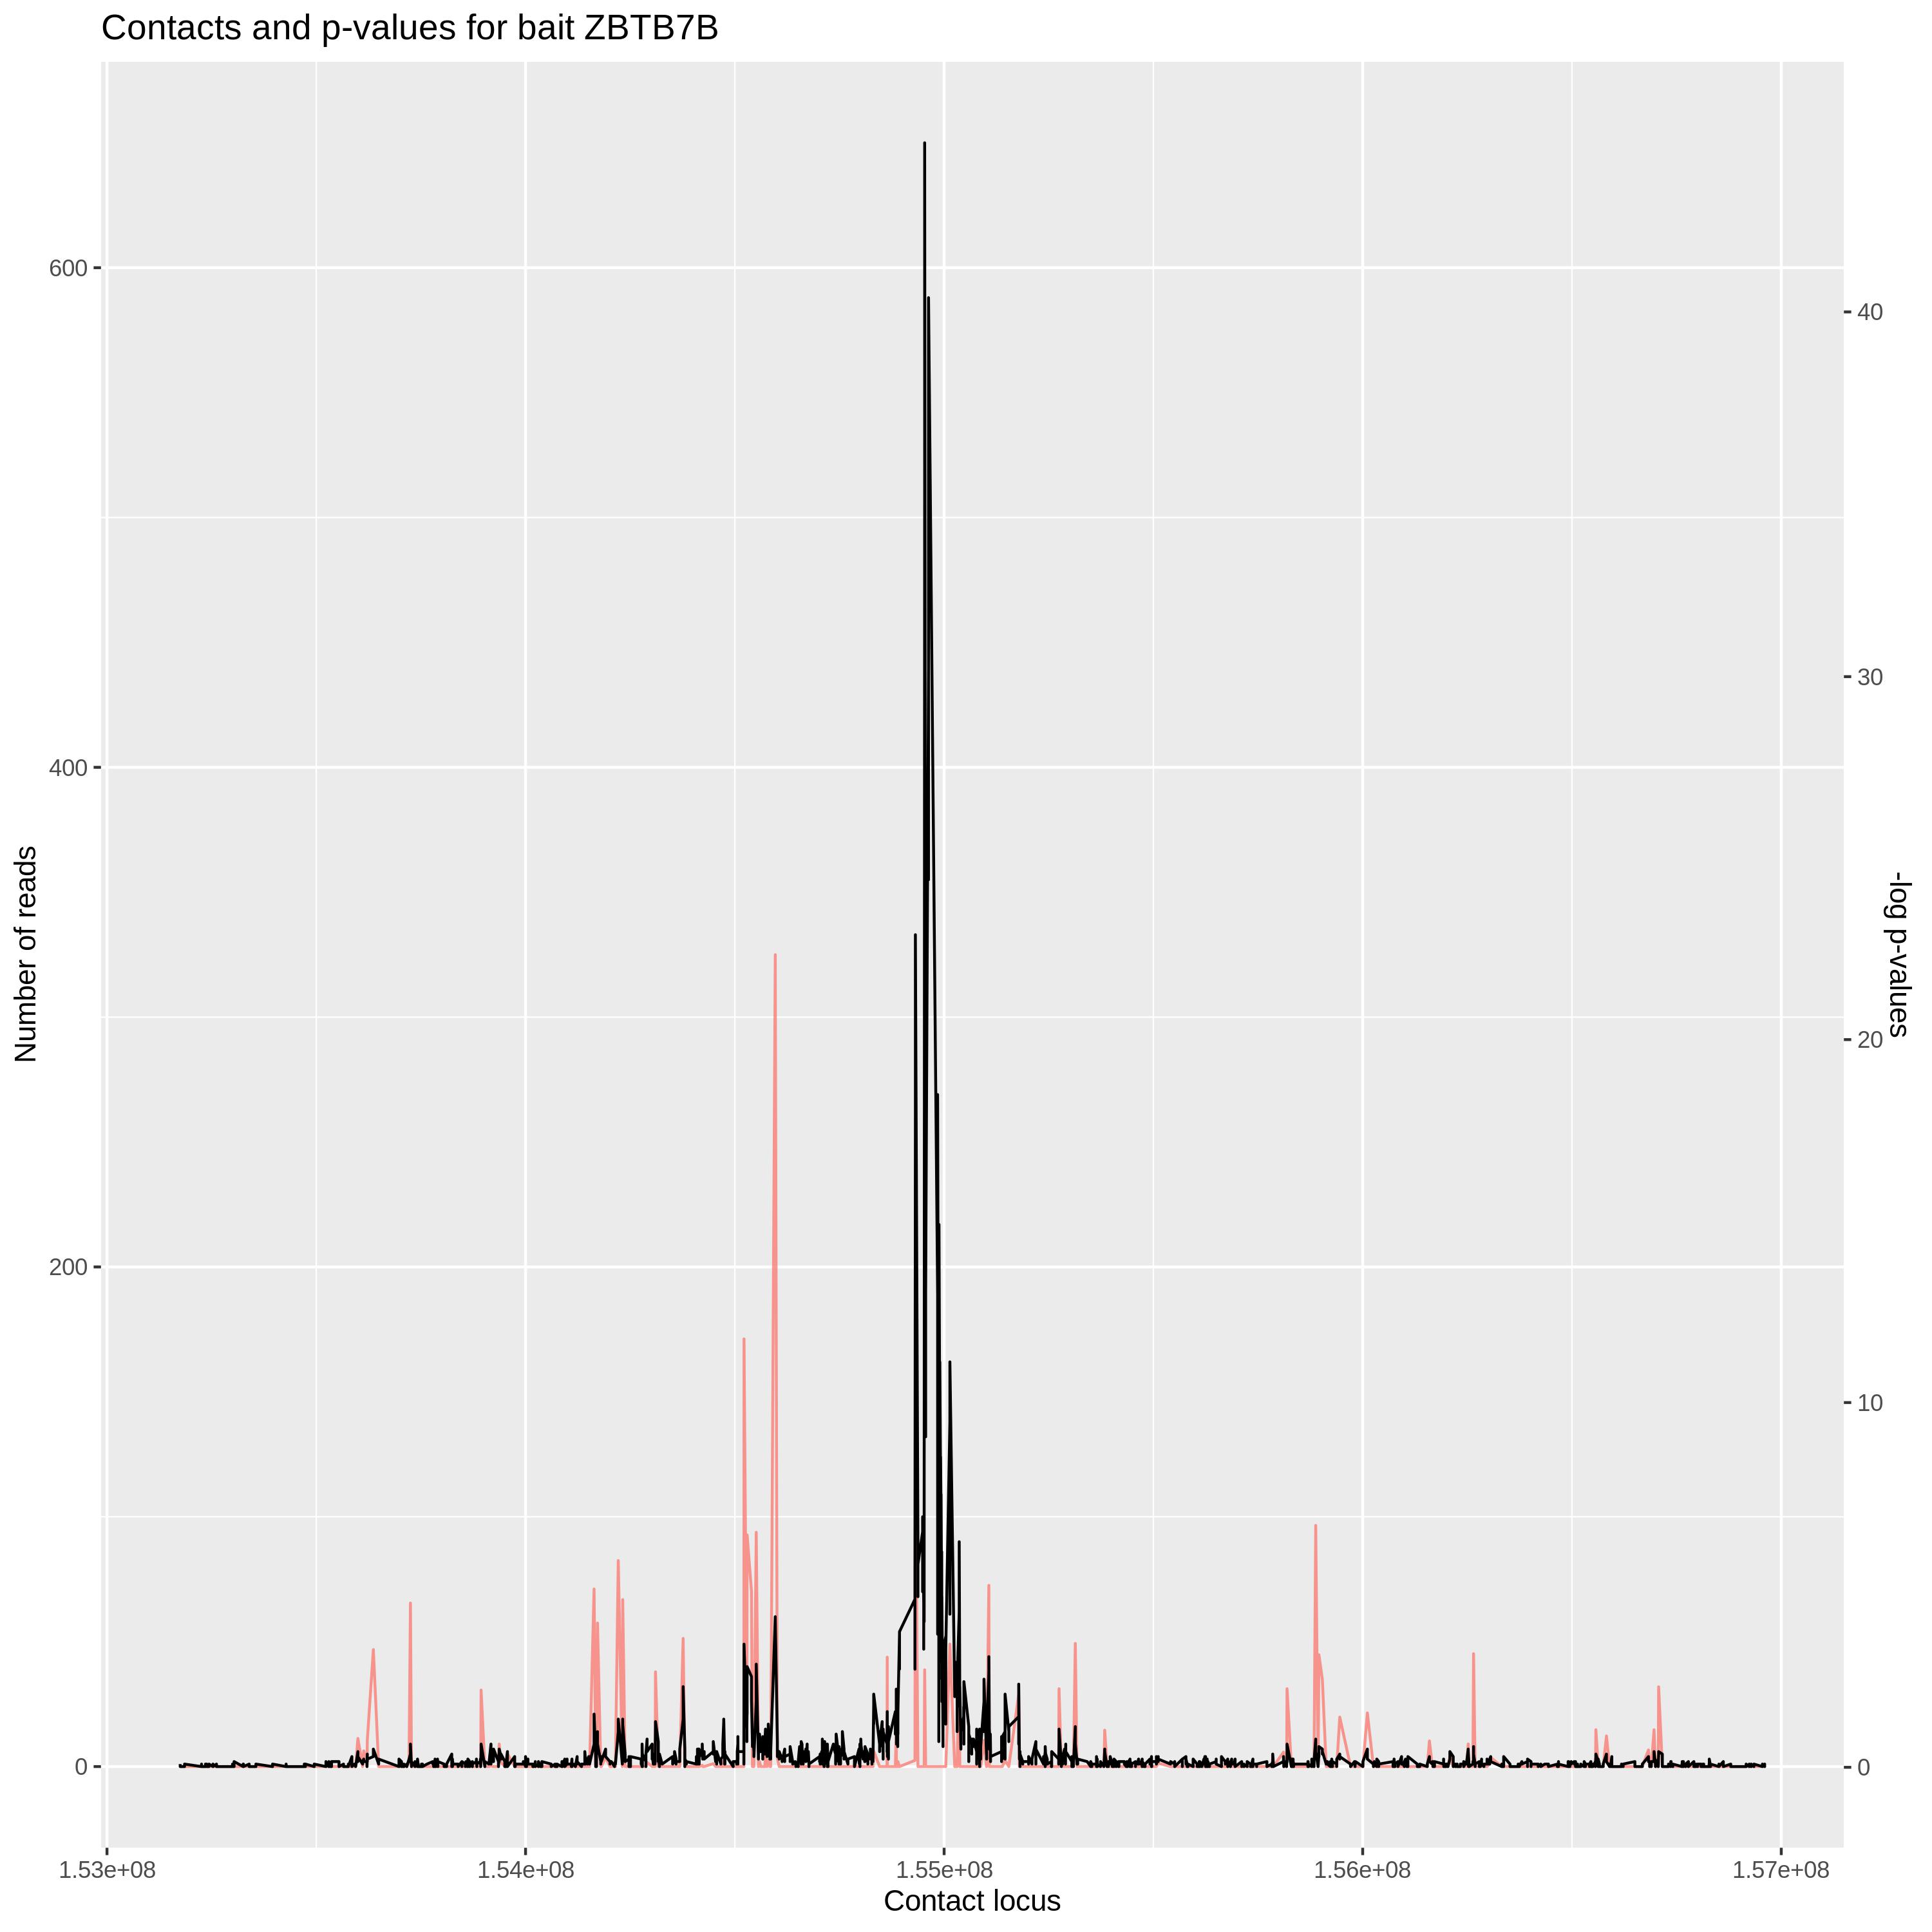 Contacts and p-values for bait ZBTB7B
600
400
200
0
40
30
20
10
0
Number of reads
-log p-values
1.53e+08 1.54e+08 1.55e+08 1.56e+08 1.57e+08
Contact locus